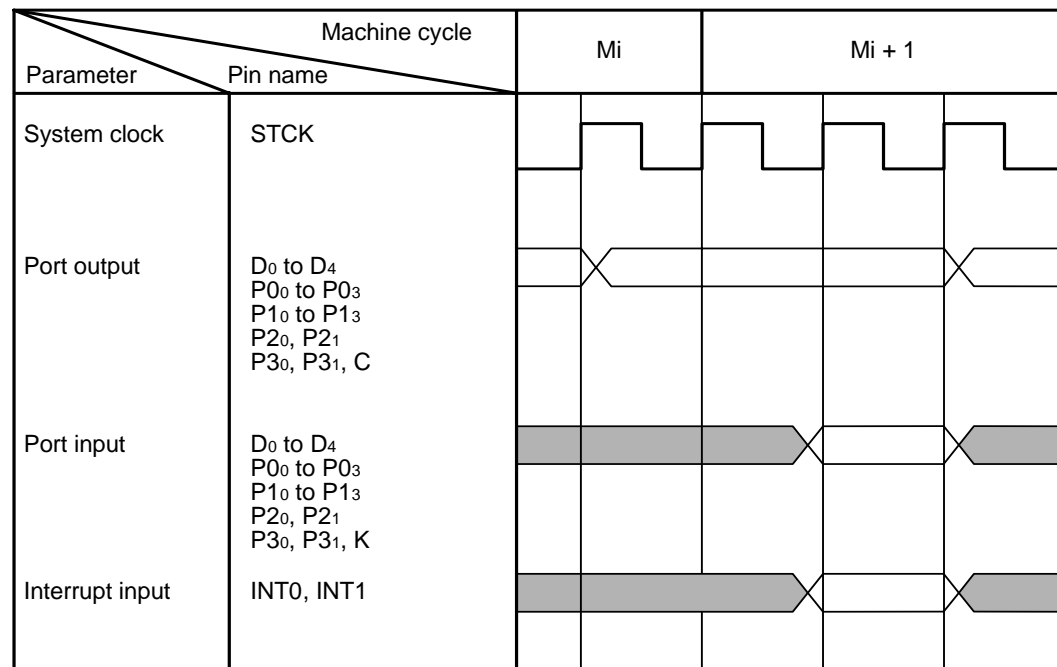 Machine cycle
Parameter Pin name
Mi Mi + 1
System clock STCK
Port output D0 to D4
P00 to P03
P10 to P13
P20, P21
P30, P31, C
Port input D0 to D4
P00 to P03
P10 to P13
P20, P21
P30, P31, K
Interrupt input INT0, INT1